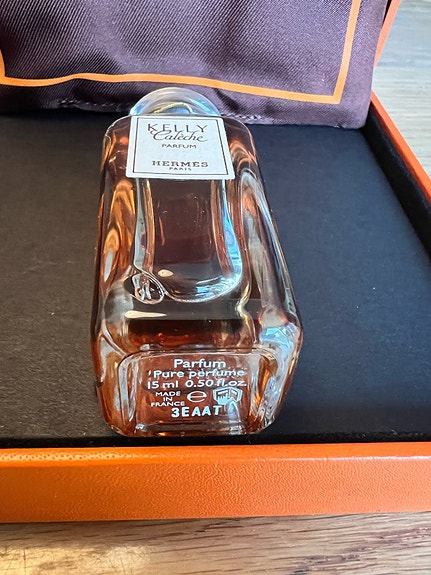 KELLY
Calèche
PARFUM
HERMÈS
PARIS
Parfum
Pure perfume
15 ml 0.50 fl.oz.
MADE
IN
FRANCE
3EAAT